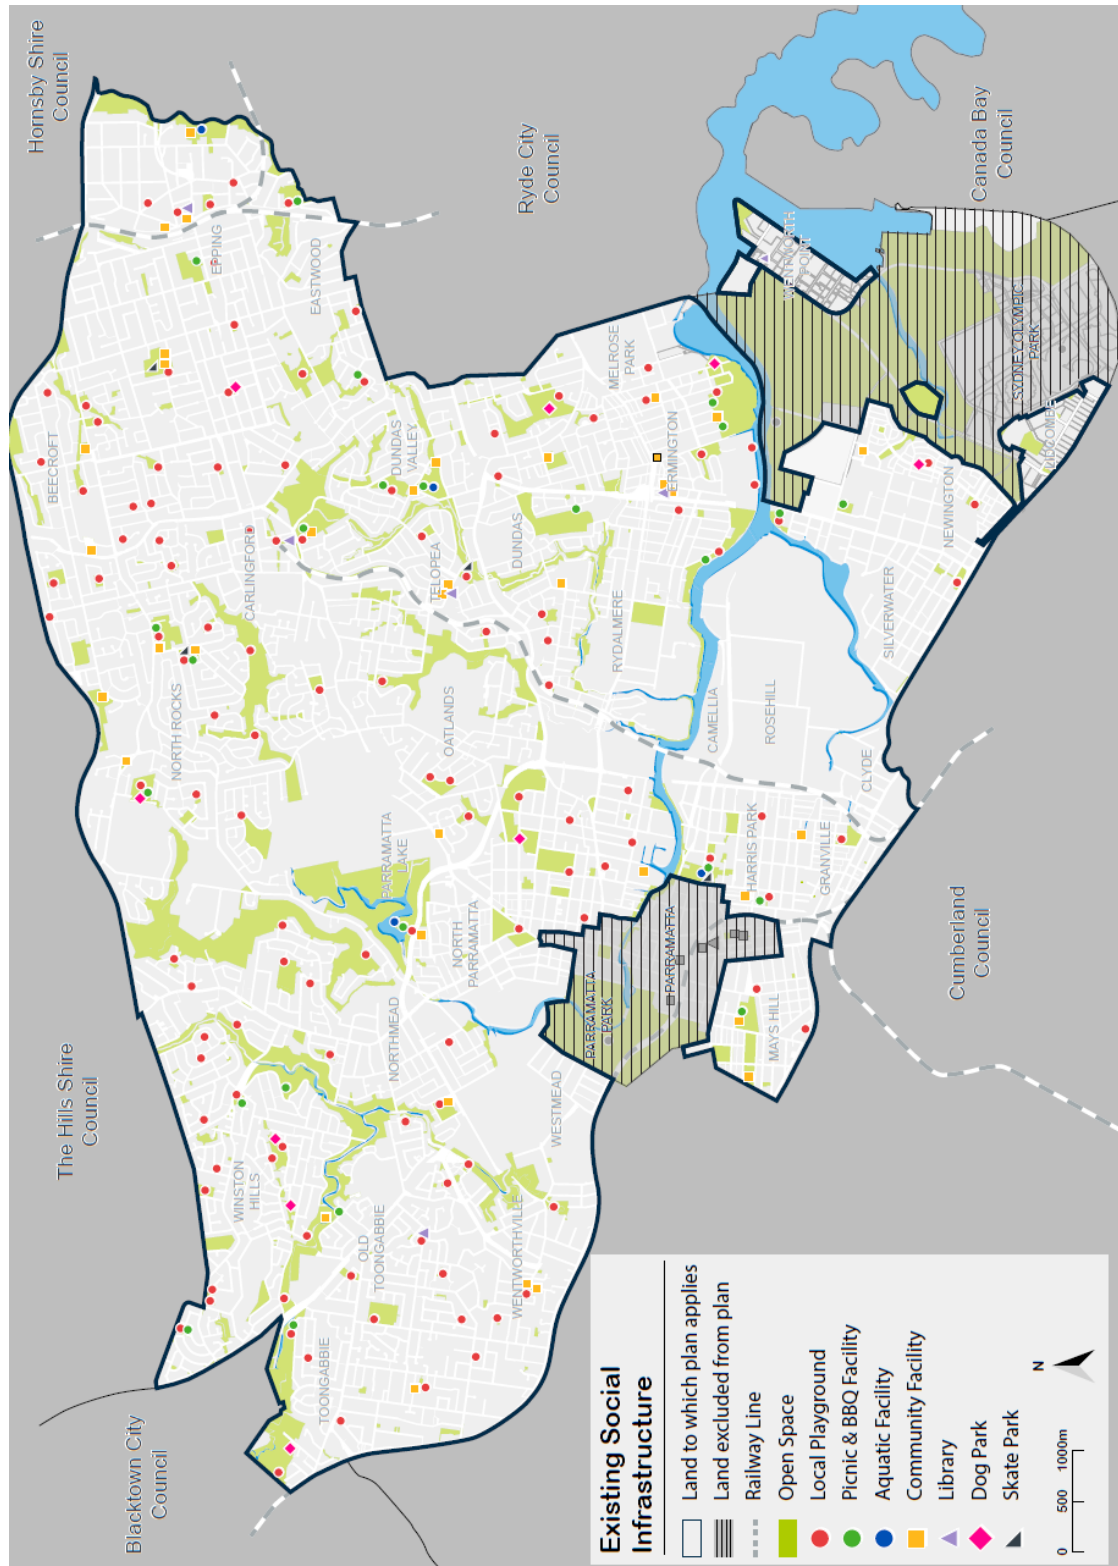 Hornsby Shire
Council
Ryde City
Council
Canada Bay
Council
The Hills Shire
Council
Cumberland
Council
Blacktown City
Council
EPPING
EASTWOOD
BEECROFT
DUNDAS
VALLEY
MELROSE
PARK
ERMINGTON
WENTWORTH
POINT
SYDNEY OLYMPIC
PARK
LIDCOMBE
NEWINGTON
SILVERWATER
CARLINGFORD
TELOPEA
DUNDAS
RYDALMERE
NORTH ROCKS
OATLANDS
CAMELLIA
ROSEHILL
CLYDE
PARRAMATTA
LAKE
HARRIS PARK
GRANVILLE
NORTH
PARRAMATTA
PARRAMATTA
PARRAMATTA
PARK
MAYS HILL
NORTHMEAD
WESTMEAD
WINSTON
HILLS
OLD
TOONGABBIE
WENTWORTHVILLE
TOONGABBIE
Existing Social
Infrastructure
Land to which plan applies
Land excluded from plan
Railway Line
Open Space
Local Playground
Picnic & BBQ Facility
Aquatic Facility
Community Facility
Library
Dog Park
Skate Park
N
0 500 1000m